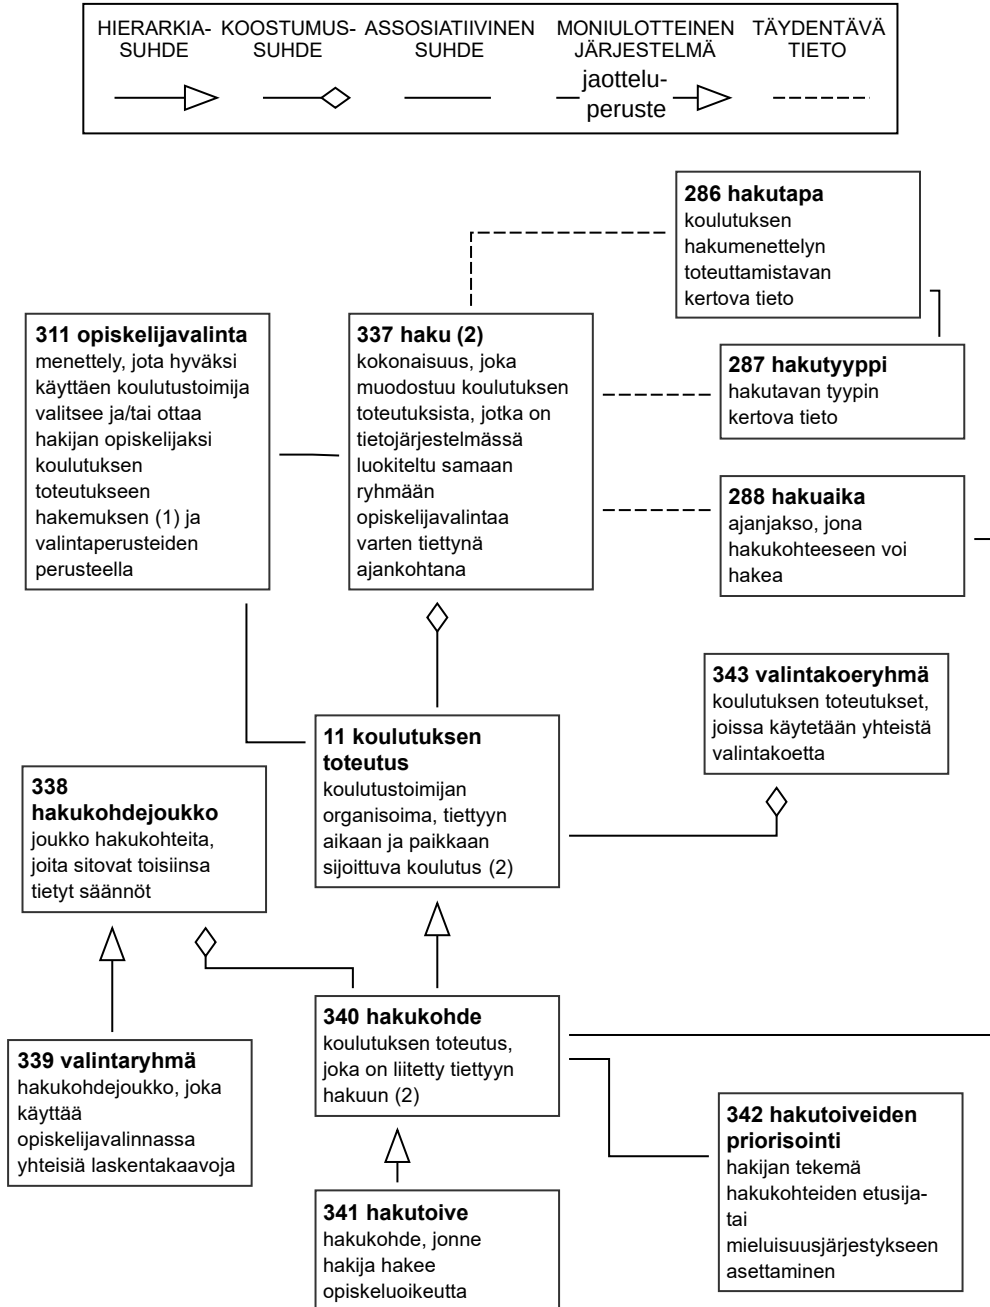 HIERARKIA-
SUHDE
KOOSTUMUS-
SUHDE
ASSOSIATIIVINEN
SUHDE
MONIULOTTEINEN
JÄRJESTELMÄ
TÄYDENTÄVÄ
TIETO
jaottelu-
peruste
286 hakutapa
koulutuksen
hakumenettelyn
toteuttamistavan
kertova tieto
311 opiskelijavalinta
menettely, jota hyväksi
käyttäen koulutustoimija
valitsee ja/tai ottaa
hakijan opiskelijaksi
koulutuksen
toteutukseen
hakemuksen (1) ja
valintaperusteiden
perusteella
337 haku (2)
kokonaisuus, joka
muodostuu koulutuksen
toteutuksista, jotka on
tietojärjestelmässä
luokiteltu samaan
ryhmään
opiskelijavalintaa
varten tiettynä
ajankohtana
287 hakutyyppi
hakutavan tyypin
kertova tieto
288 hakuaika
ajanjakso, jona
hakukohteeseen voi
hakea
343 valintakoeryhmä
koulutuksen toteutukset,
joissa käytetään yhteistä
valintakoetta
11 koulutuksen
toteutus
koulutustoimijan
organisoima, tiettyyn
aikaan ja paikkaan
sijoittuva koulutus (2)
338
hakukohdejoukko
joukko hakukohteita,
joita sitovat toisiinsa
tietyt säännöt
340 hakukohde
koulutuksen toteutus,
joka on liitetty tiettyyn
hakuun (2)
339 valintaryhmä
hakukohdejoukko, joka
käyttää
opiskelijavalinnassa
yhteisiä laskentakaavoja
342 hakutoiveiden
priorisointi
hakijan tekemä
hakukohteiden etusija-
tai
mieluisuusjärjestykseen
asettaminen
341 hakutoive
hakukohde, jonne
hakija hakee
opiskeluoikeutta